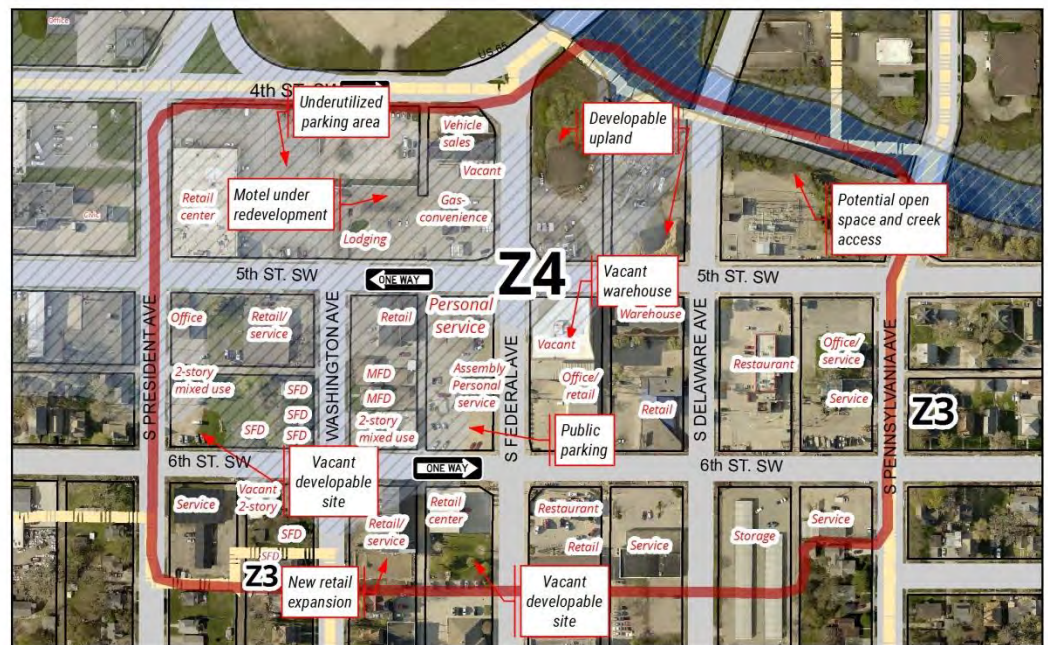 Office
US 65
4th S
Underutilized
parking area
Vehicle
sales
Developable
upland
Vacant
Retail
center
Motel under
redevelopment
Gas-
convenience
Lodging
Potential open
space and creek
access
5th ST. SW
ONE WAY
Z4
5th ST. SW
Vacant
warehouse
S PRESIDENT AVE
WASHINGTON AVE
S FEDERAL AVE
S DELAWARE AVE
S PENNSYLVANIA AVE
Office
Retail/
service
Retail
Personal
service
Warehouse
Vacant
Office/
service
2-story
mixed use
MFD
Assembly
Personal
service
Office/
retail
Restaurant
SFD
MFD
Service
SFD
2-story
mixed use
Retail
Z3
SFD
SFD
Public
parking
6th ST. SW
ONE WAY
6th ST. SW
Vacant
developable
site
Service
Vacant
2-story
Retail
center
Restaurant
SFD
Retail/
service
Retail
Service
Storage
Service
SFD
Z3
New retail
expansion
Vacant
developable
site